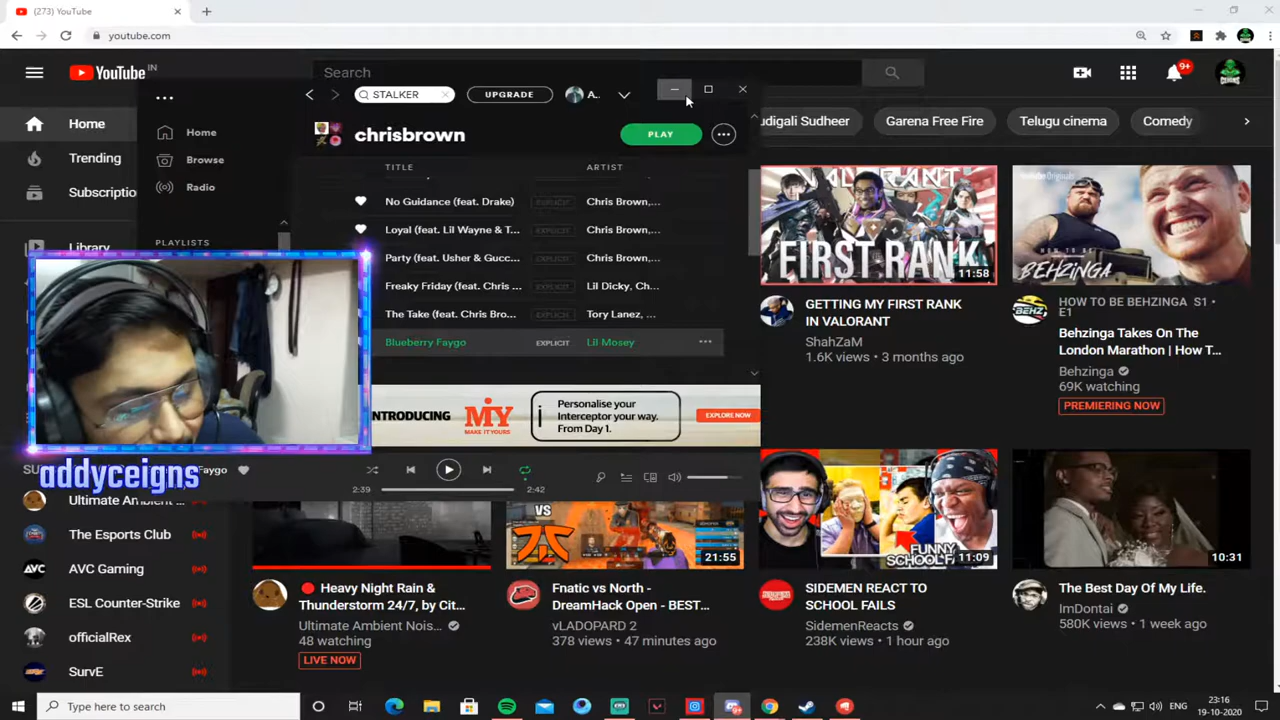 (273) YouTube
youtube.com
YouTube IN
Search
9+
Home
Trending
Subscriptio
Library
STALKER
UPGRADE
A..
Home
Browse
Radio
PLAYLISTS
chrisbrown
PLAY
TITLE
ARTIST
No Guidance (feat. Drake) EXPLICIT Chris Brown,...
Loyal (feat. Lil Wayne & T... EXPLICIT Chris Brown,...
Party (feat. Usher & Gucc... EXPLICIT Chris Brown,...
Freaky Friday (feat. Chris ... EXPLICIT Lil Dicky, Ch...
The Take (feat. Chris Bro... EXPLICIT Tory Lanez, ...
Blueberry Faygo EXPLICIT Lil Mosey
INTRODUCING
MY
MAKE IT YOURS
Personalise your
Interceptor your way.
From Day 1.
EXPLORE NOW
Faygo
2:39
2:42
addyceigns
udigali Sudheer
Garena Free Fire
Telugu cinema
Comedy
VALORANT
FIRST RANK
11:58
GETTING MY FIRST RANK
IN VALORANT
ShahZaM
1.6K views • 3 months ago
HOW TO BE
BEHZINGA
BEHZ
HOW TO BE BEHZINGA S1 •
E1
Behzinga Takes On The
London Marathon | How T...
Behzinga
69K watching
PREMIERING NOW
Ultimate Ambient ...
The Esports Club
AVC
AVC Gaming
ESL Counter-Strike
officialRex
SurvE
Heavy Night Rain &
Thunderstorm 24/7, by Cit...
Ultimate Ambient Nois...
48 watching
LIVE NOW
VS
21:55
Fnatic vs North -
DreamHack Open - BEST...
vLADOPARD 2
378 views • 47 minutes ago
FUNNY
SCHOOL FA
11:09
SIDEMEN REACT TO
SCHOOL FAILS
SidemenReacts
238K views • 1 hour ago
10:31
The Best Day Of My Life.
ImDontai
580K views • 1 week ago
Type here to search
ENG
23:16
19-10-2020